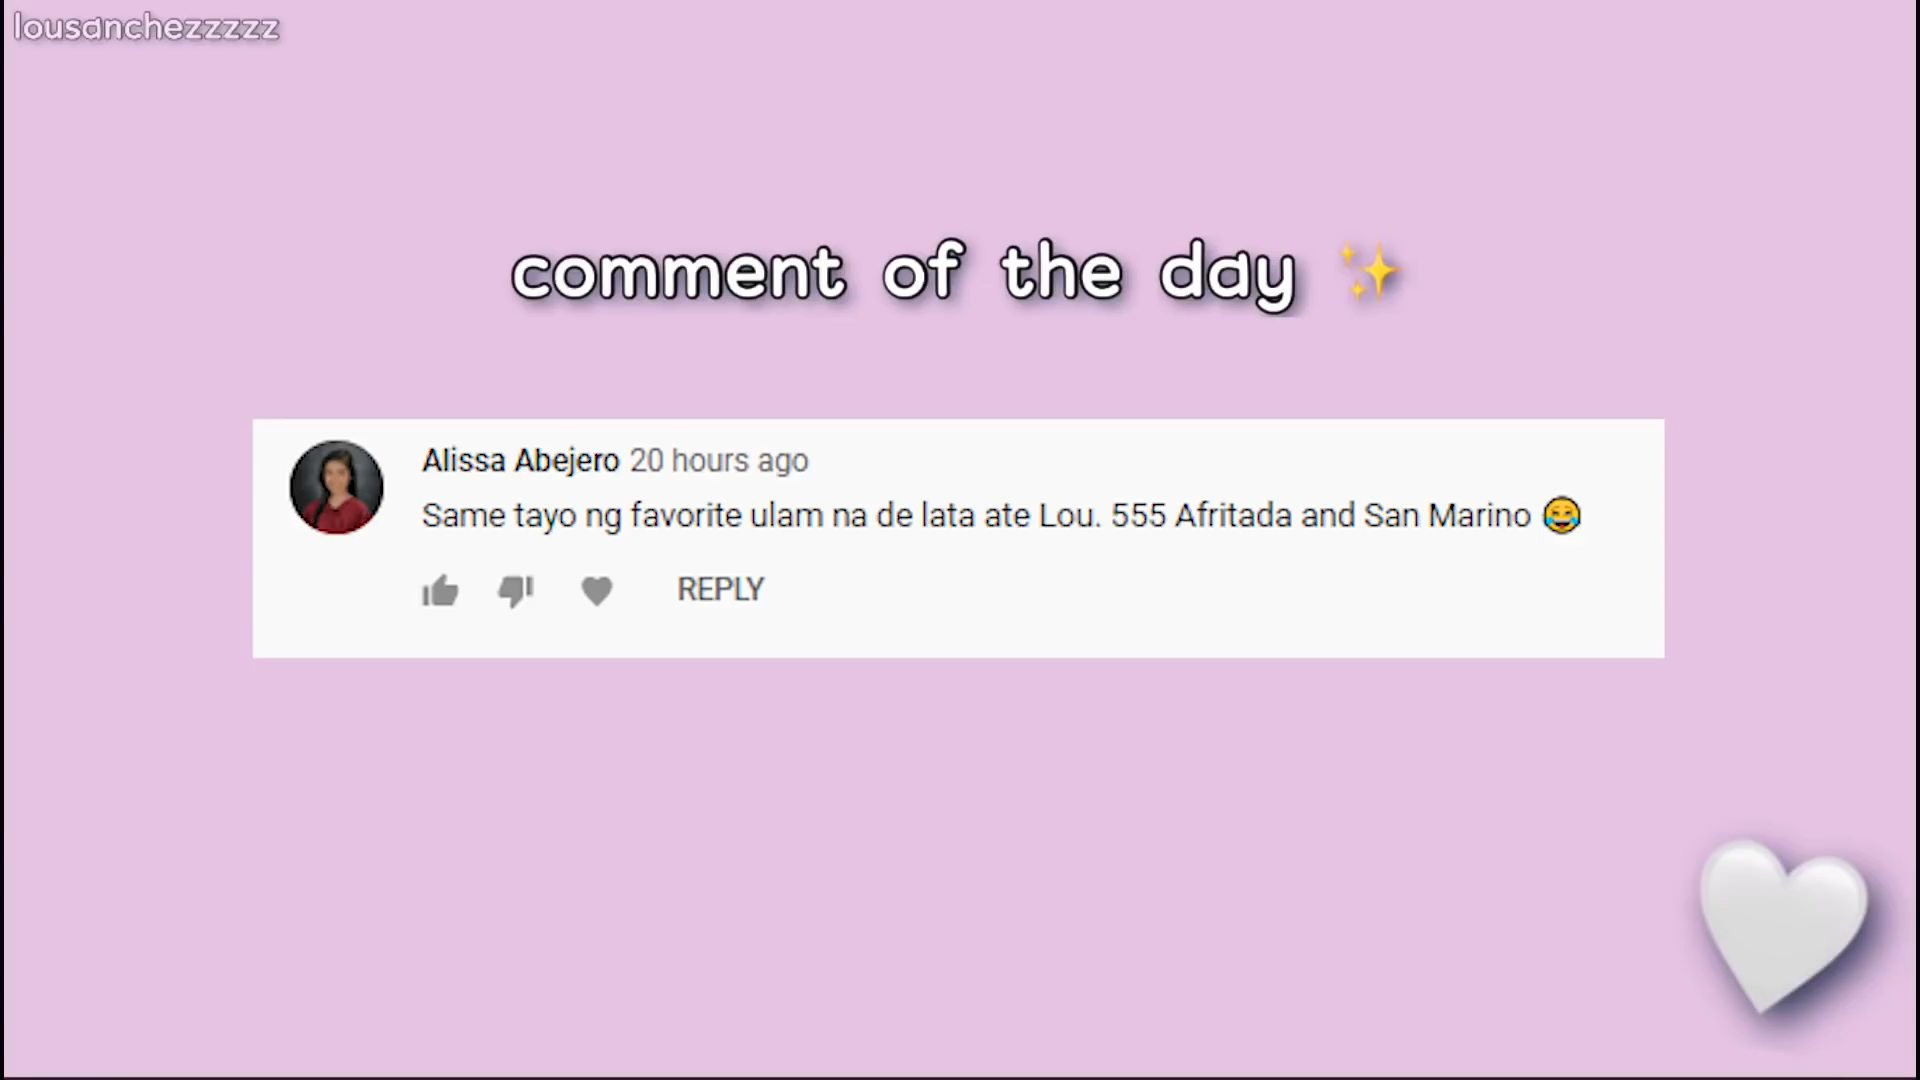 lousanchezzzzz
comment of the day ✨
Alissa Abejero 20 hours ago
Same tayo ng favorite ulam na de lata ate Lou. 555 Afritada and San Marino 😂
REPLY